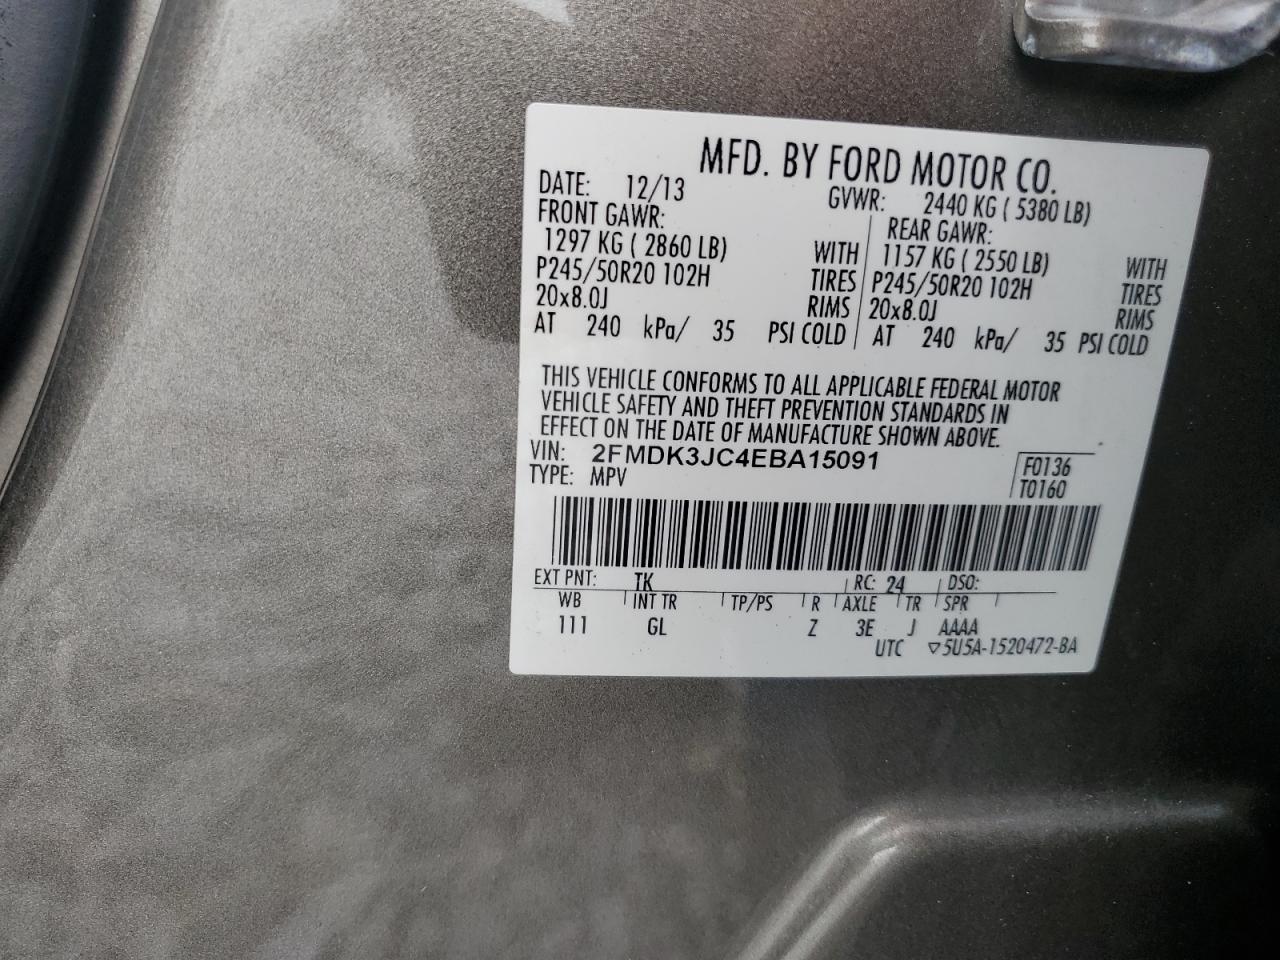 MFD. BY FORD MOTOR CO.
DATE: 12/13 GVWR: 2440 KG ( 5380 LB)
FRONT GAWR: REAR GAWR:
1297 KG ( 2860 LB) WITH 1157 KG ( 2550 LB) WITH
P245/50R20 102H TIRES P245/50R20 102H TIRES
20x8.0J RIMS 20x8.0J RIMS
AT 240 kPa/ 35 PSI COLD AT 240 kPa/ 35 PSI COLD
THIS VEHICLE CONFORMS TO ALL APPLICABLE FEDERAL MOTOR
VEHICLE SAFETY AND THEFT PREVENTION STANDARDS IN
EFFECT ON THE DATE OF MANUFACTURE SHOWN ABOVE.
VIN: 2FMDK3JC4EBA15091 F0136
TYPE: MPV T0160
EXT PNT: TK RC: 24 DSO:
WB INT TR TP/PS R AXLE TR SPR
111 GL Z 3E J AAAA
UTC ▽5U5A-1520472-BA